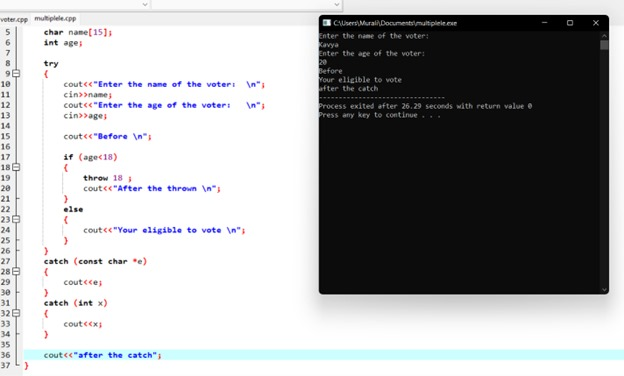 voter.cpp multiplele.cpp
5 char name[15];
6 int age;
7
8 try
9 {
10 cout<<"Enter the name of the voter:  \n";
11 cin>>name;
12 cout<<"Enter the age of the voter:   \n";
13 cin>>age;
14
15 cout<<"Before \n";
16
17 if (age<18)
18 {
19 throw 18 ;
20 cout<<"After the thrown \n";
21 }
22 else
23 {
24 cout<<"Your eligible to vote \n";
25 }
26 }
27 catch (const char *e)
28 {
29 cout<<e;
30 }
31 catch (int x)
32 {
33 cout<<x;
34 }
35
36 cout<<"after the catch";
37 }
C:\Users\Murali\Documents\multiplele.exe
Enter the name of the voter:
Kavya
Enter the age of the voter:
20
Before
Your eligible to vote
after the catch
--------------------------------
Process exited after 26.29 seconds with return value 0
Press any key to continue . . .